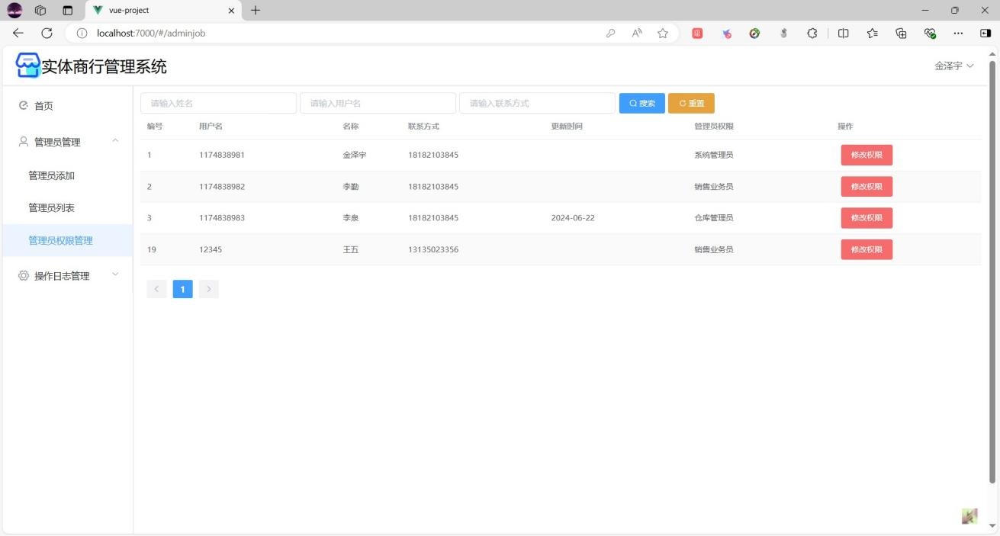 vue-project
localhost:7000/#/adminjob
实体商行管理系统
金泽宇
首页
管理员管理
管理员添加
管理员列表
管理员权限管理
操作日志管理
请输入姓名 请输入用户名 请输入联系方式 搜索 重置
编号 用户名 名称 联系方式 更新时间 管理员权限 操作
1 1174838981 金泽宇 18182103845 系统管理员 修改权限
2 1174838982 李勤 18182103845 销售业务员 修改权限
3 1174838983 李泉 18182103845 2024-06-22 仓库管理员 修改权限
19 12345 王五 13135023356 销售业务员 修改权限
1